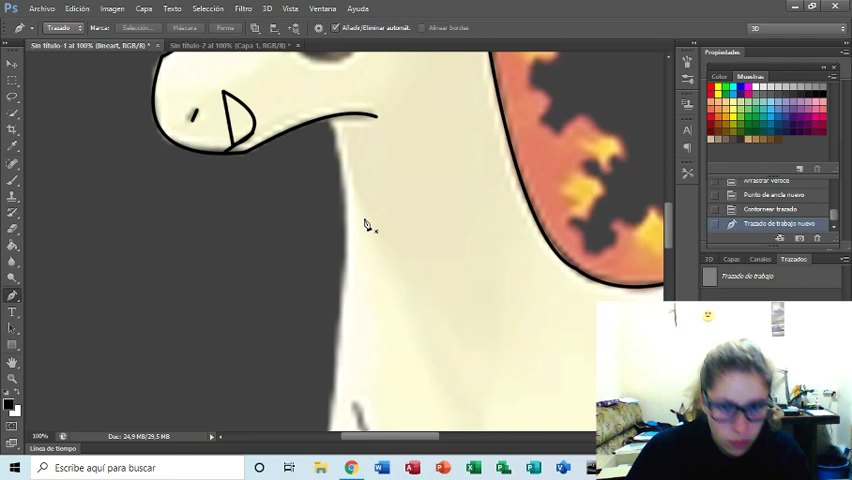 Ps Archivo Edición Imagen Capa Texto Selección Filtro 3D Vista Ventana Ayuda
Trazado Marca: Selección... Máscara Forma Añadir/Eliminar automát. Alinear bordes 3D
Sin título-1 al 100% (lineart, RGB/8) * × Sin título-2 al 100% (Capa 1, RGB/8) * ×
Propiedades
Color Muestras
Arrastrar vértice
Punto de ancla nuevo
Contornear trazado
Trazado de trabajo nuevo
3D Capas Canales Trazados
Trazado de trabajo
100% Doc: 24,9 MB/29,5 MB
Línea de tiempo
Escribe aquí para buscar